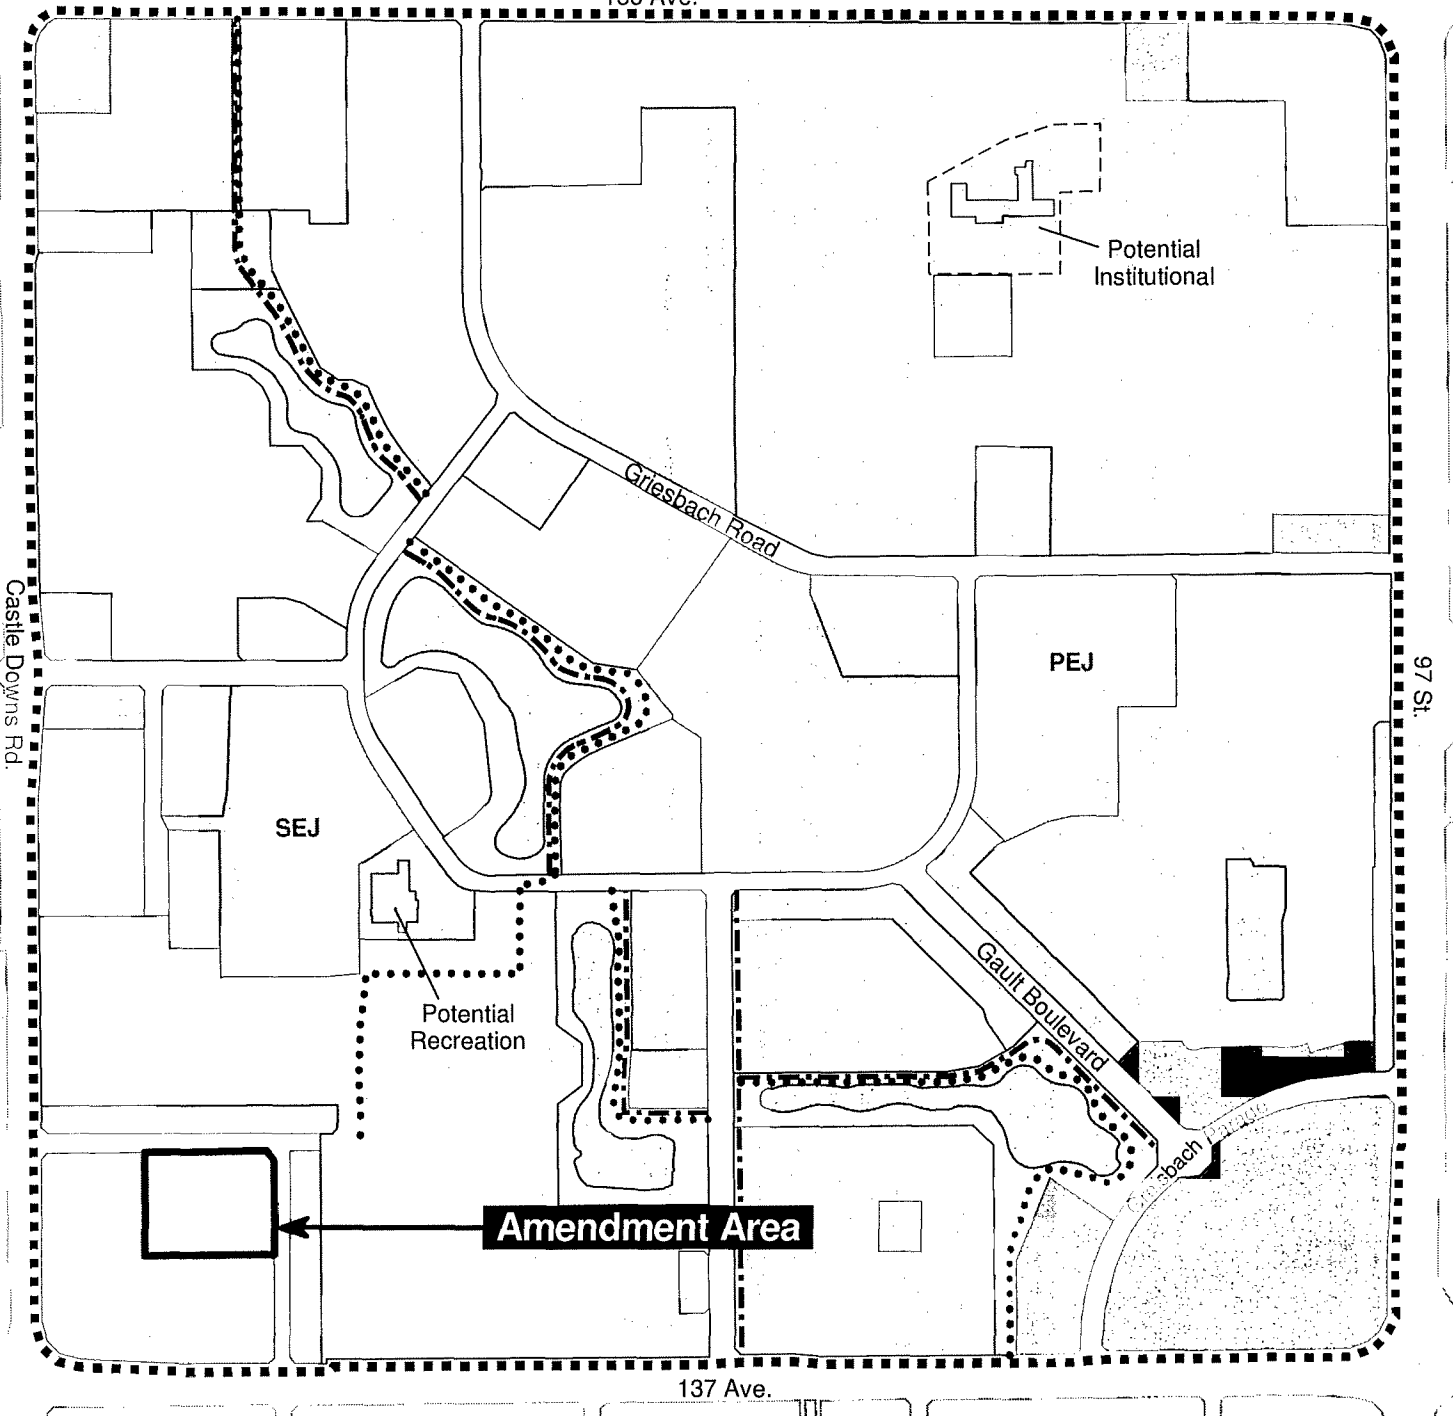 Potential
Institutional
Griesbach Road
Castle Downs Rd.
PEJ
97 St.
SEJ
Gault Boulevard
Potential
Recreation
Parade
Amendment Area
137 Ave.